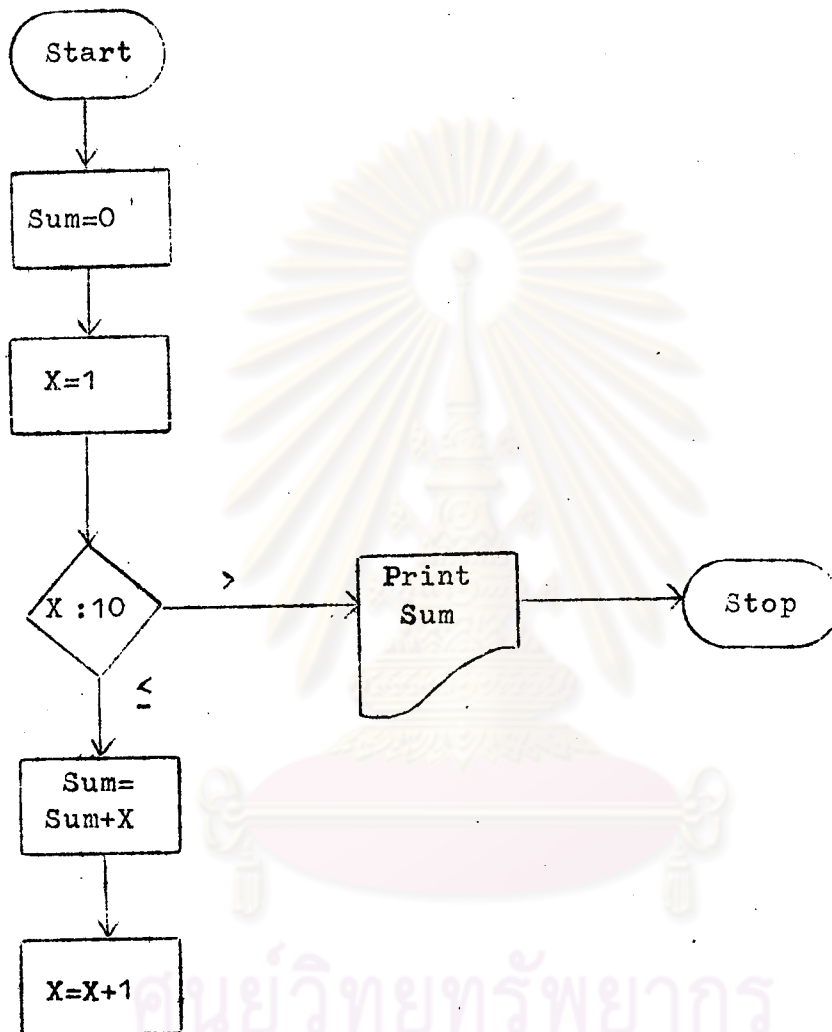 Start
Sum=0
X=1
X :10
>
Print
Sum
Stop
≤
Sum=
Sum+X
X=X+1
ศูนย์วิทยทรัพยากร